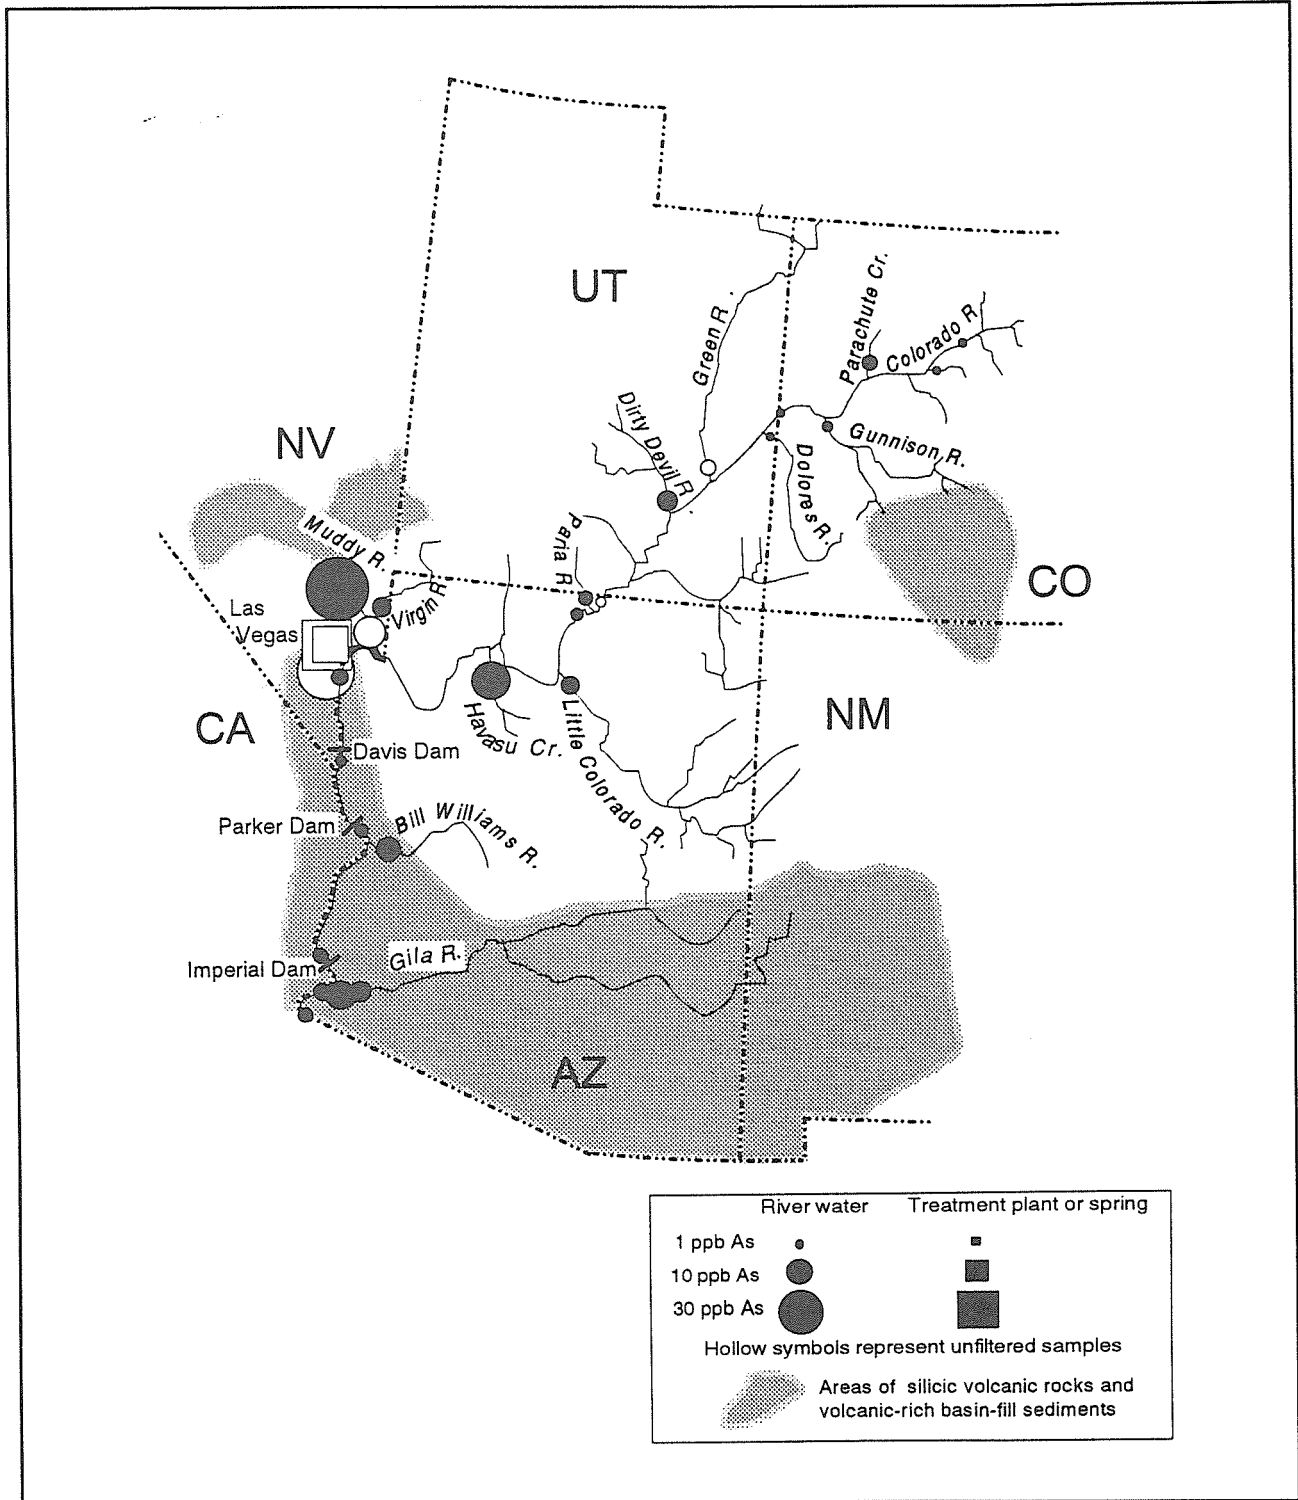 UT
Green R.
Parachute Cr.
Colorado R.
Dirty Devil R.
Gunnison R.
Dolores R.
NV
Muddy R.
Paria R.
CO
Las
Vegas
Virgin R.
CA
NM
Havasu Cr.
Little Colorado R.
Davis Dam
Parker Dam
Bill Williams R.
Imperial Dam
Gila R.
AZ
River water Treatment plant or spring
1 ppb As
10 ppb As
30 ppb As
Hollow symbols represent unfiltered samples
Areas of silicic volcanic rocks and
volcanic-rich basin-fill sediments